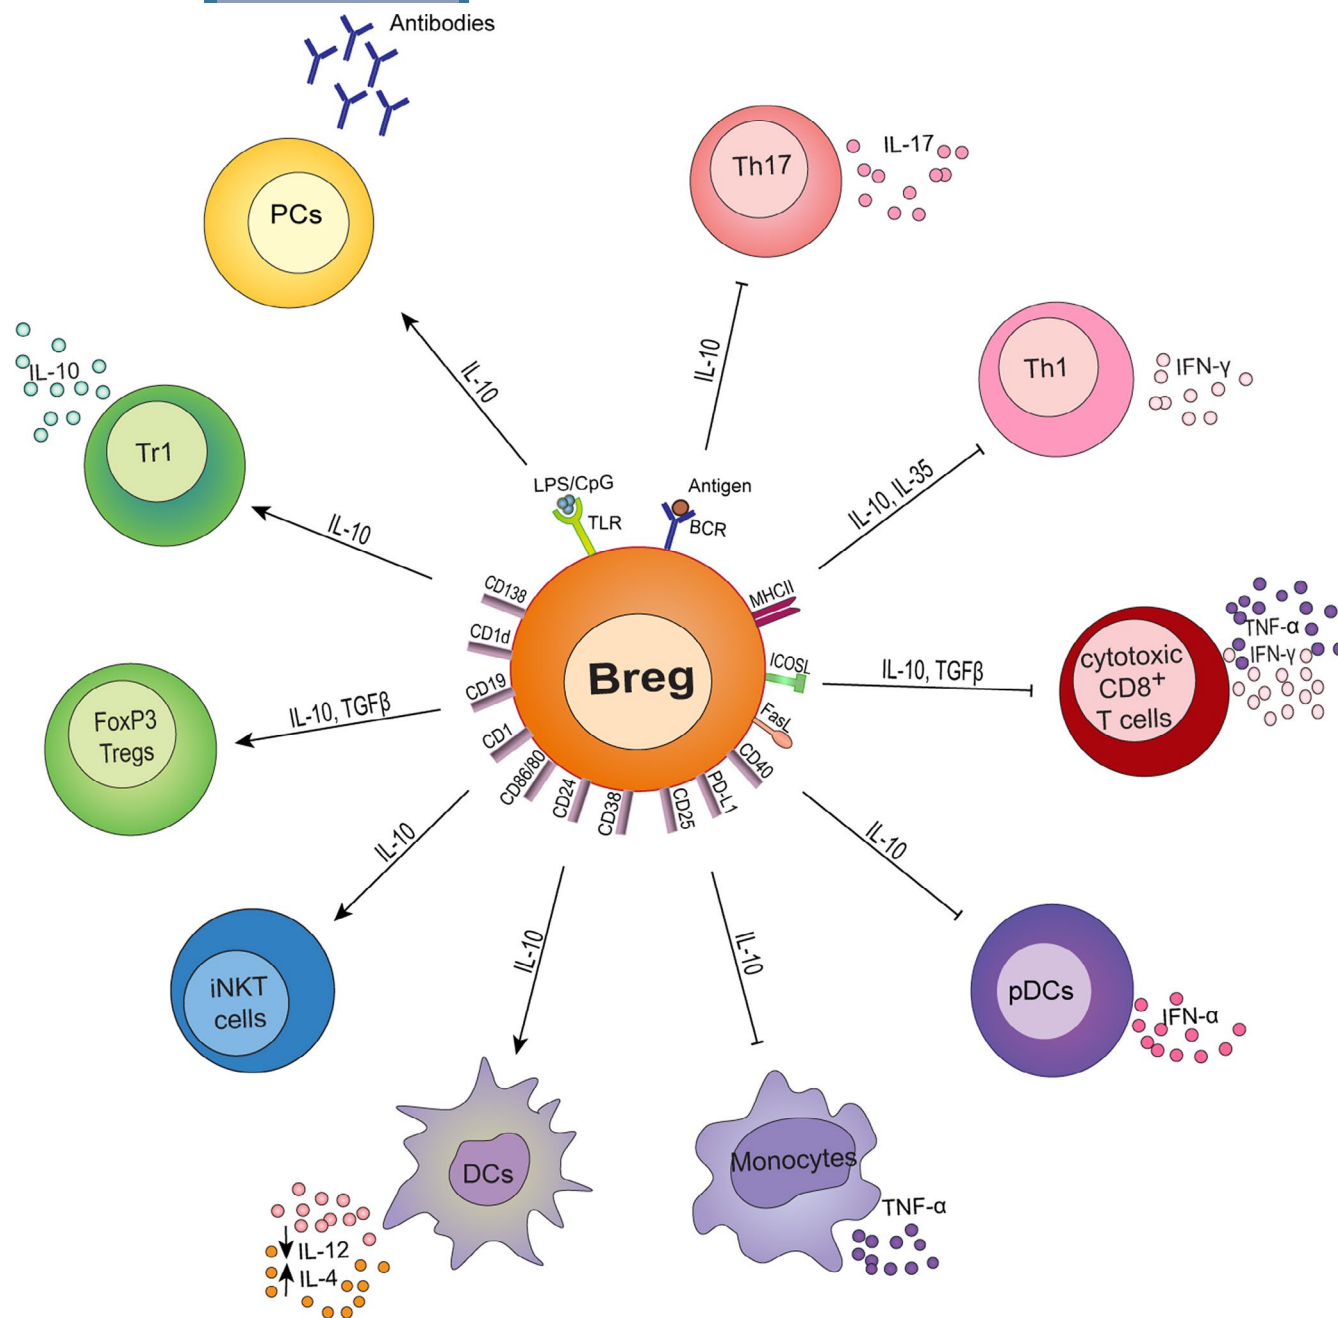 Antibodies
PCs
Th17
IL-17
IL-10
Tr1
Th1
IFN-γ
IL-10
IL-10
IL-10
IL-10, IL-35
LPS/CpG
TLR
Antigen
BCR
CD138
CD1d
CD19
CD1
CD86/80
CD24
CD38
CD25
PD-L1
CD40
FasL
ICOSL
MHCII
Breg
IL-10, TGFβ
cytotoxic
CD8+
T cells
TNF-α
IFN-γ
FoxP3
Tregs
IL-10, TGFβ
IL-10
IL-10
IL-10
IL-10
iNKT
cells
pDCs
IFN-α
DCs
IL-12
IL-4
Monocytes
TNF-α